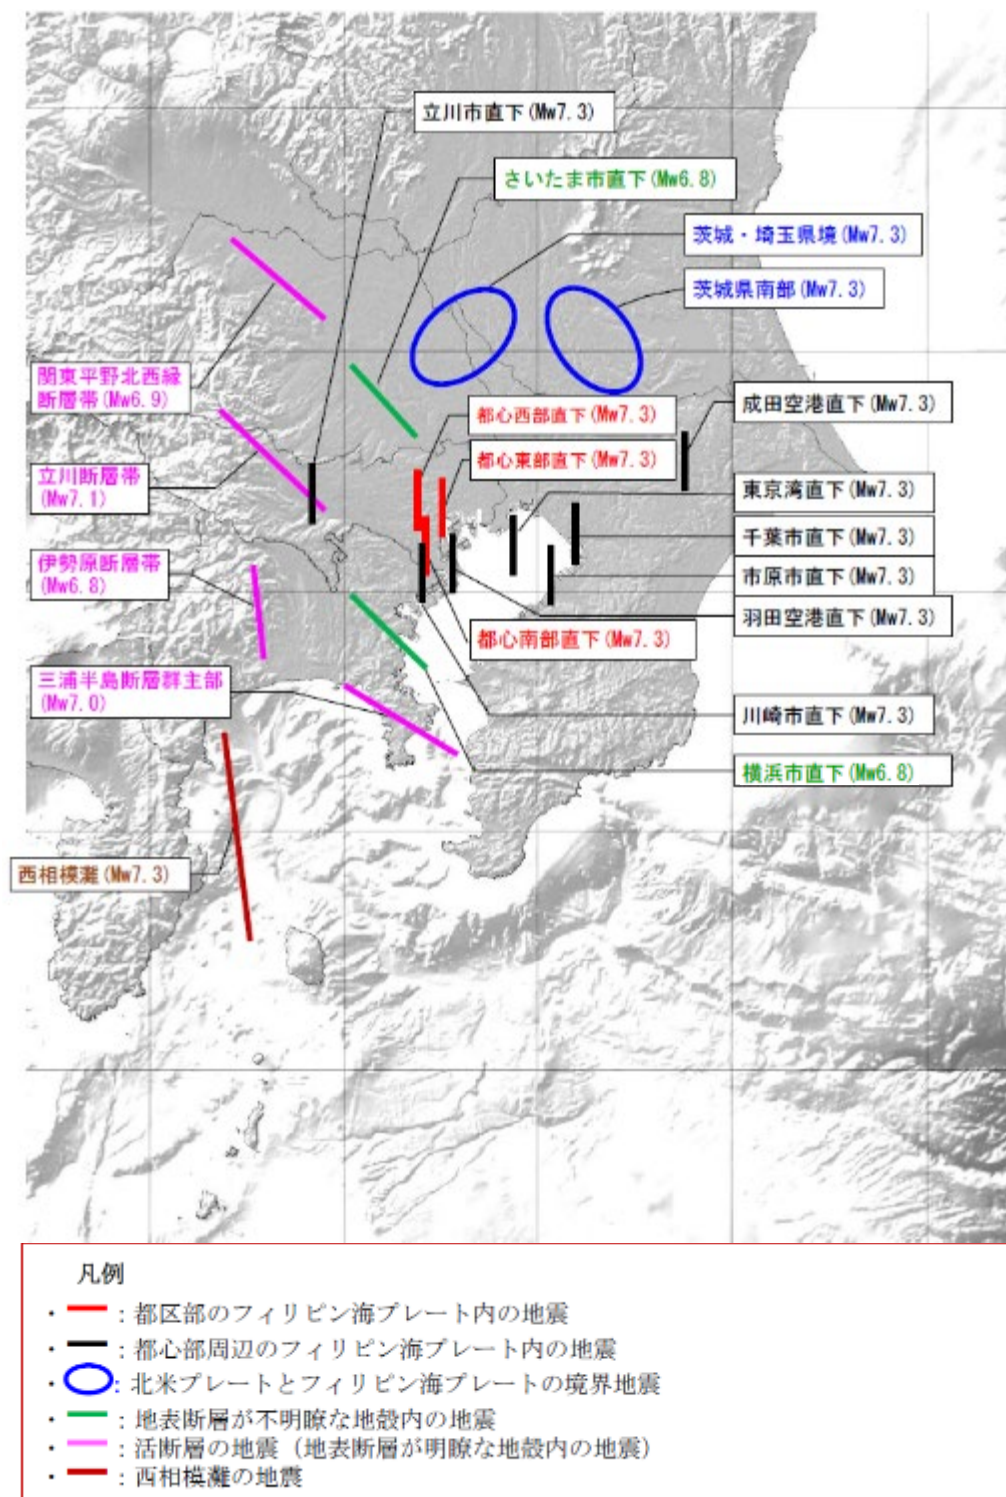 立川市直下(Mw7.3)
さいたま市直下(Mw6.8)
茨城・埼玉県境(Mw7.3)
茨城県南部(Mw7.3)
関東平野北西縁
断層帯(Mw6.9)
都心西部直下(Mw7.3)
成田空港直下(Mw7.3)
立川断層帯
(Mw7.1)
都心東部直下(Mw7.3)
東京湾直下(Mw7.3)
千葉市直下(Mw7.3)
伊勢原断層帯
(Mw6.8)
市原市直下(Mw7.3)
羽田空港直下(Mw7.3)
都心南部直下(Mw7.3)
三浦半島断層群主部
(Mw7.0)
川崎市直下(Mw7.3)
横浜市直下(Mw6.8)
西相模灘(Mw7.3)
凡例
・ ：都区部のフィリピン海プレート内の地震
・ ：都心部周辺のフィリピン海プレート内の地震
・ ：北米プレートとフィリピン海プレートの境界地震
・ ：地表断層が不明瞭な地殻内の地震
・ ：活断層の地震（地表断層が明瞭な地殻内の地震）
・ ：西相模灘の地震